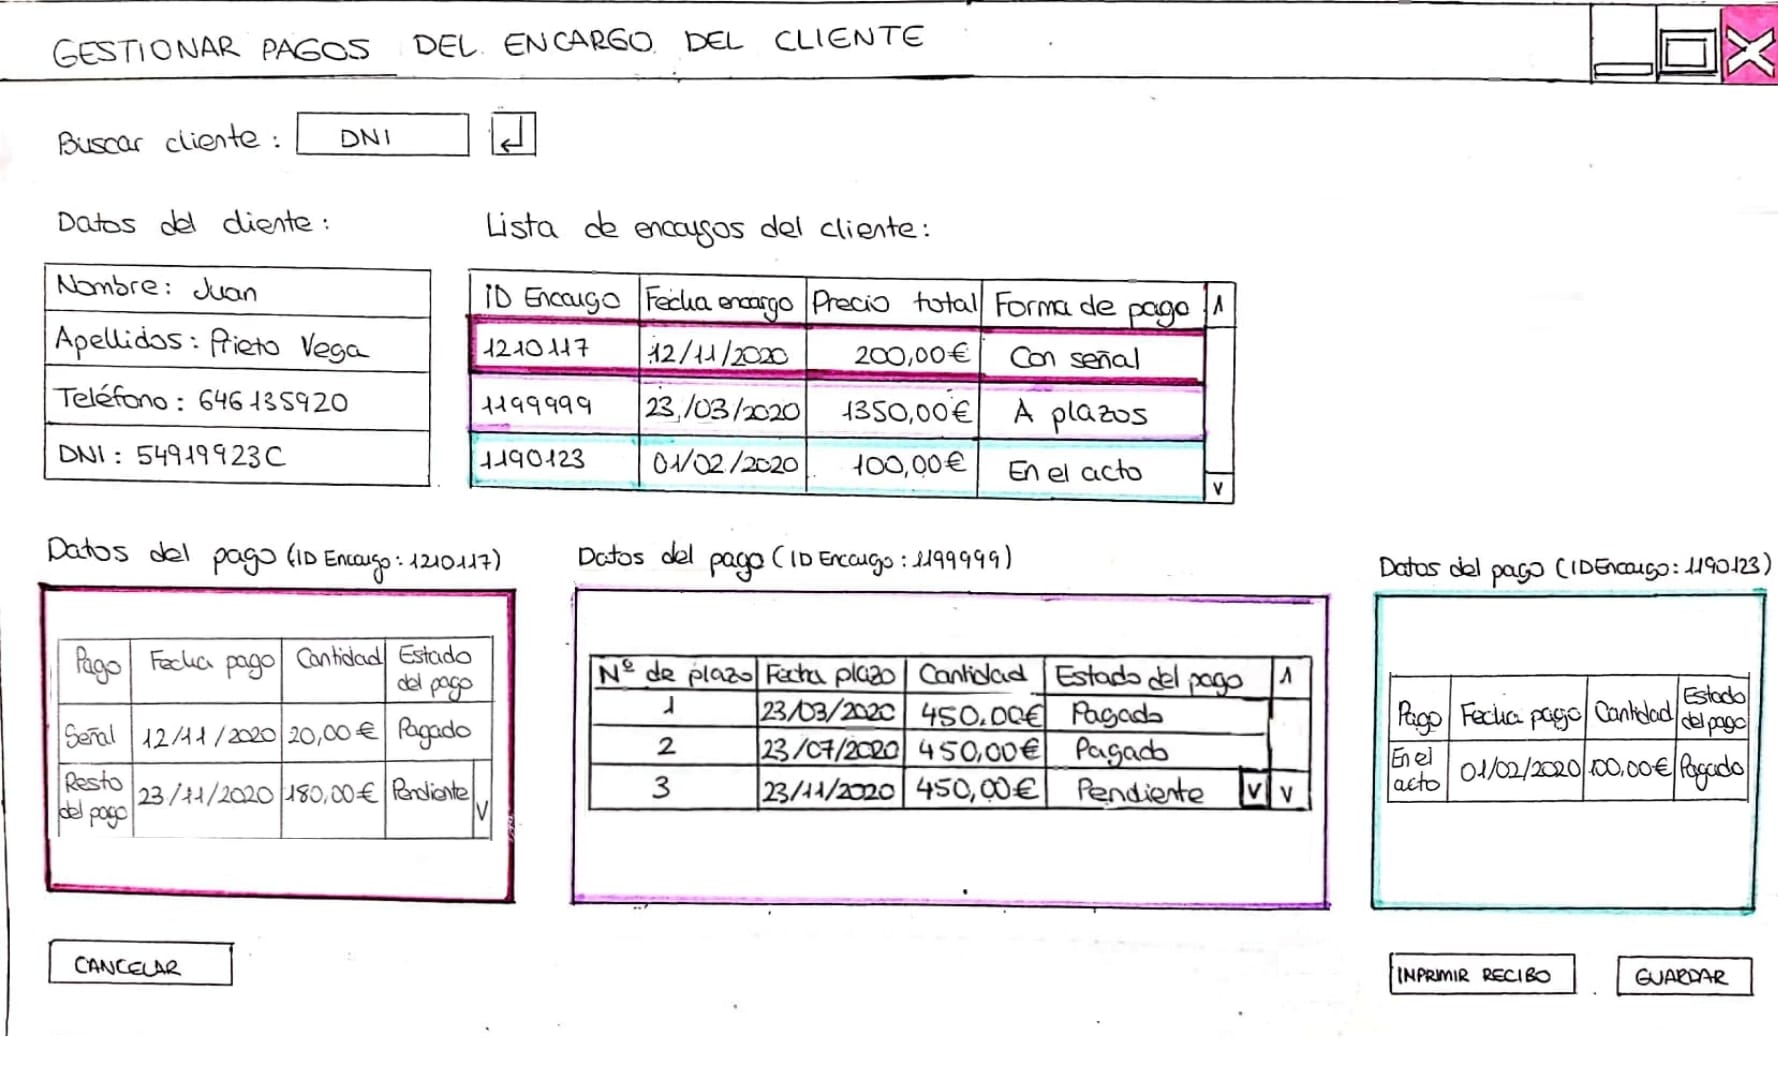 GESTIONAR PAGOS DEL ENCARGO DEL CLIENTE
Buscar cliente: DNI
Datos del cliente:
Nombre: Juan
Apellidos: Prieto Vega
Teléfono: 646135920
DNI: 54919923C
Lista de encargos del cliente:
ID Encargo Fecha encargo Precio total Forma de pago
1210117 12/11/2020 200,00€ Con señal
1199999 23/03/2020 1350,00€ A plazos
1190123 01/02/2020 100,00€ En el acto
Datos del pago (ID Encargo: 1210117)
Pago Fecha pago Cantidad Estado
del pago
Señal 12/11/2020 20,00€ Pagado
Resto
del pago 23/11/2020 180,00€ Pendiente V
Datos del pago (ID Encargo: 1199999)
Nº de plazo Fecha plazo Cantidad Estado del pago
1 23/03/2020 450,00€ Pagado
2 23/07/2020 450,00€ Pagado
3 23/11/2020 450,00€ Pendiente V V
Datos del pago (ID Encargo: 1190123)
Pago Fecha pago Cantidad Estado
del pago
En el
acto 01/02/2020 100,00€ Pagado
CANCELAR
INPRIMIR RECIBO
GUARDAR